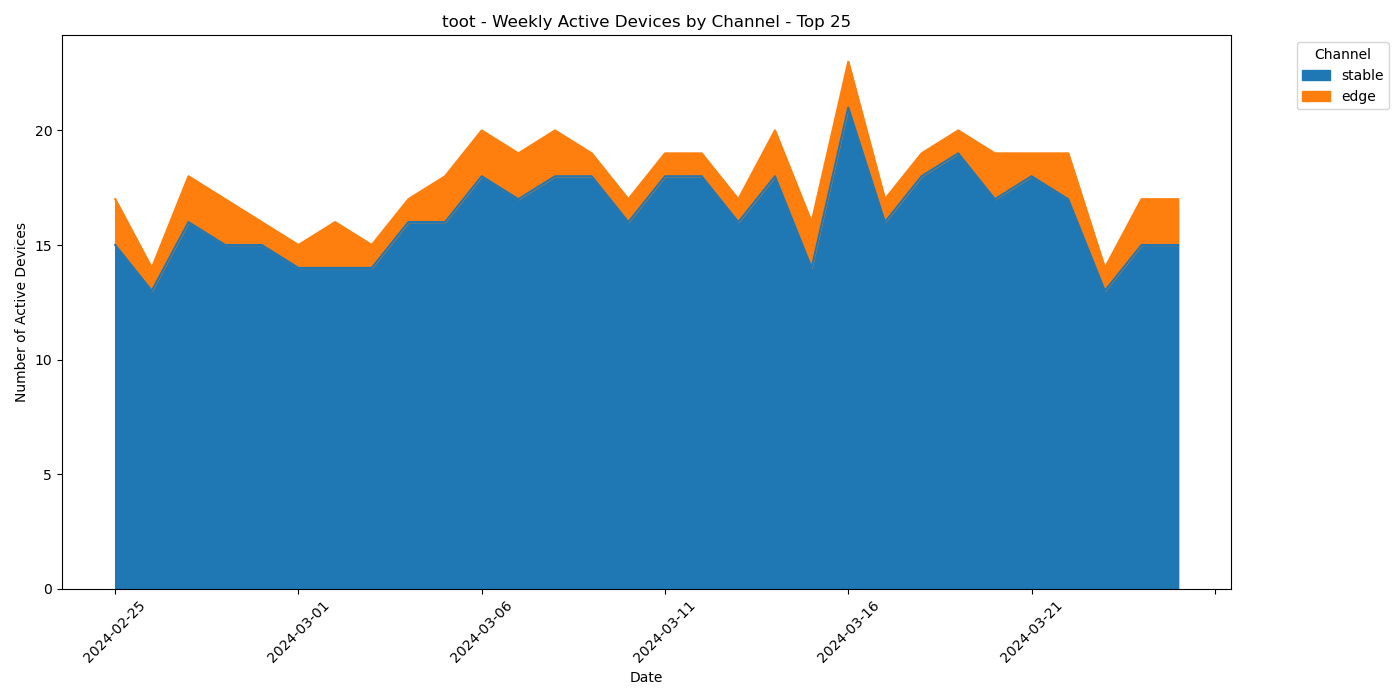 toot - Weekly Active Devices by Channel - Top 25
Channel
stable
edge
Number of Active Devices
20
15
10
5
0
2024-02-25
2024-03-01
2024-03-06
2024-03-11
2024-03-16
2024-03-21
Date